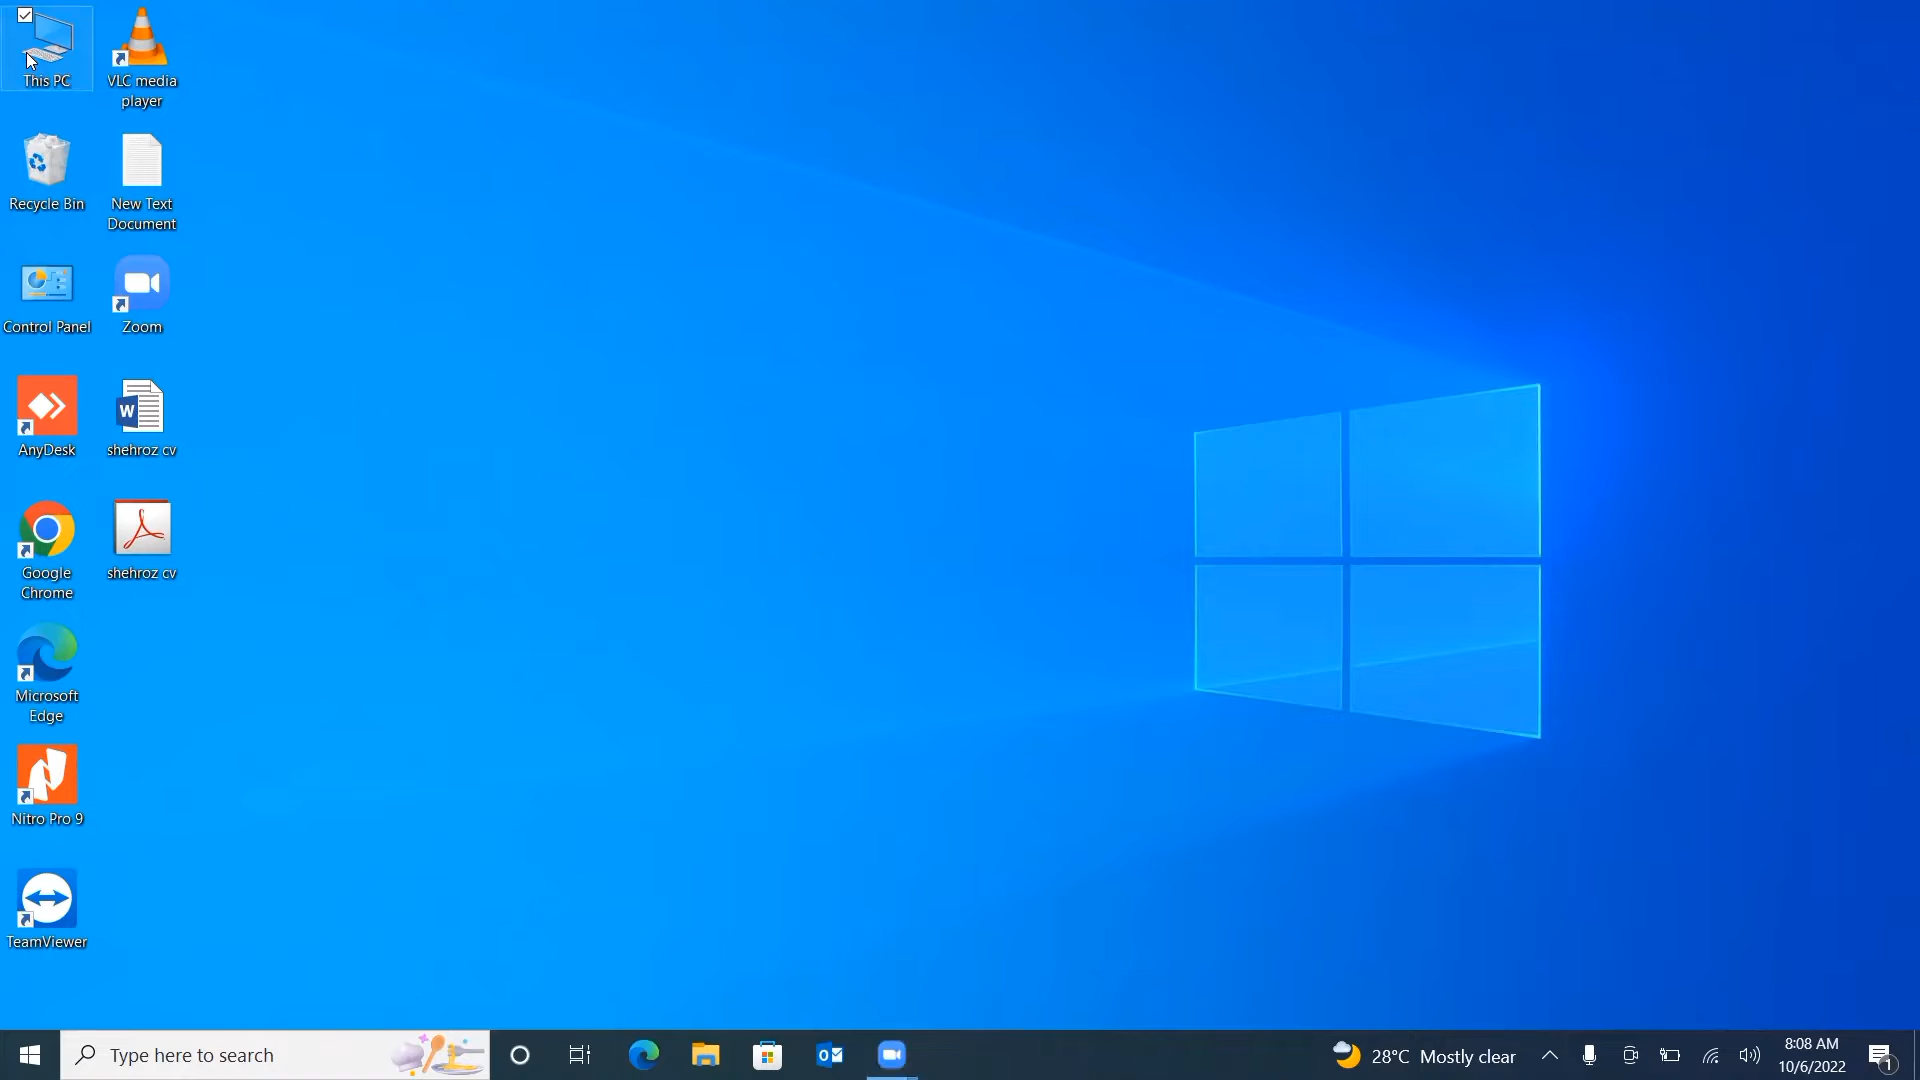 This PC
VLC media
player
Recycle Bin
New Text
Document
Control Panel
Zoom
AnyDesk
W
shehroz cv
Google
Chrome
shehroz cv
Microsoft
Edge
Nitro Pro 9
TeamViewer
Type here to search
28°C Mostly clear
8:08 AM
10/6/2022
1